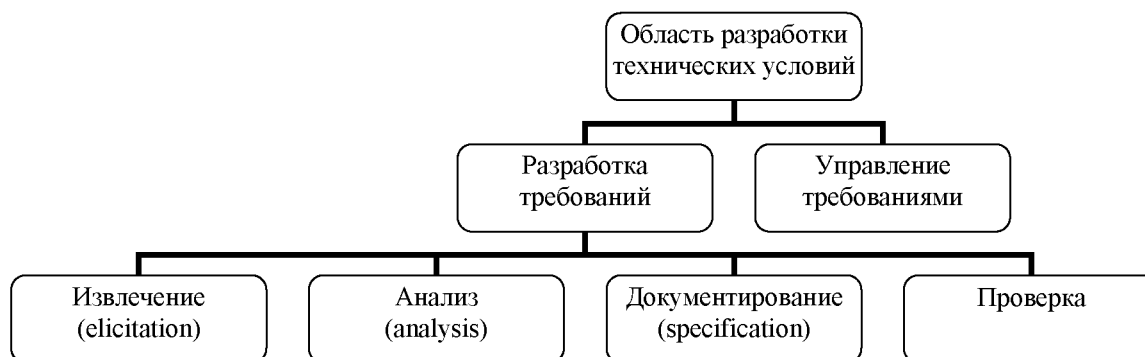 Область разработки
технических условий
Разработка
требований
Управление
требованиями
Извлечение
(elicitation)
Анализ
(analysis)
Документирование
(specification)
Проверка